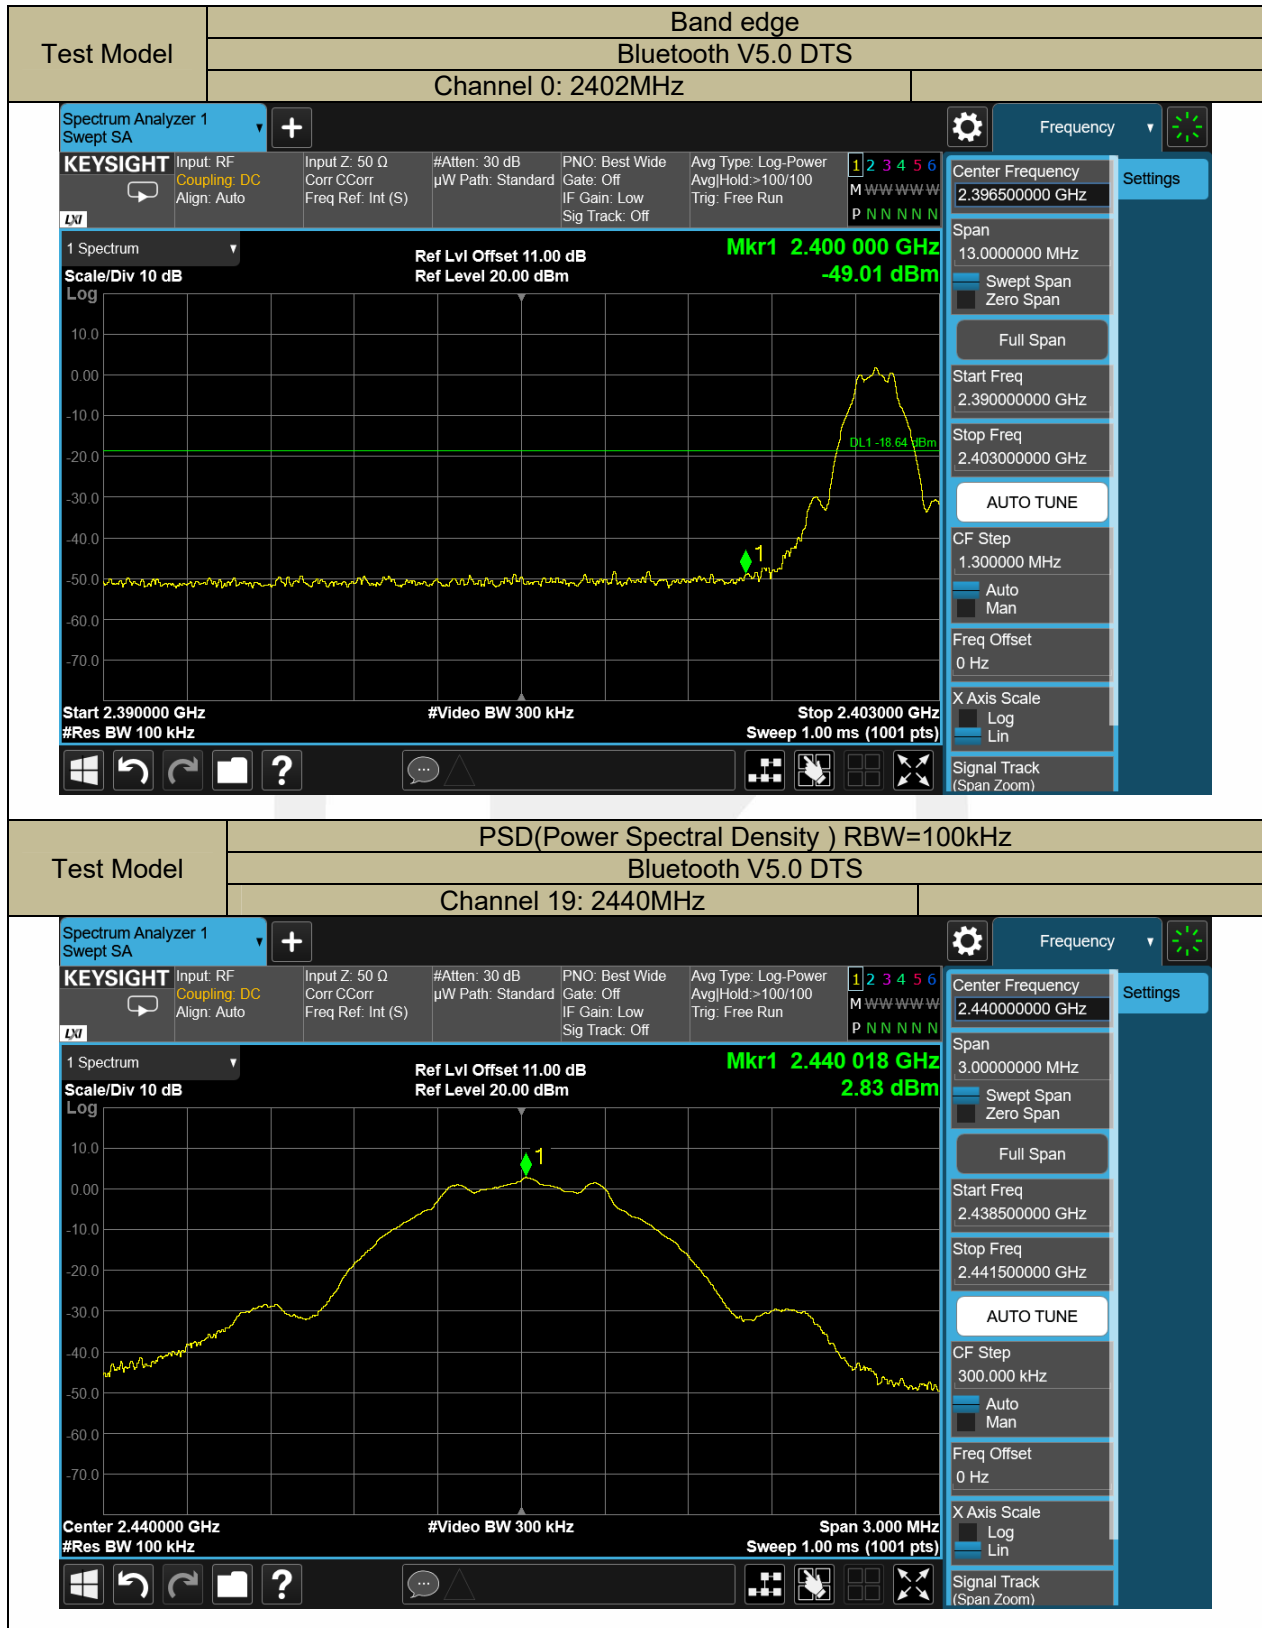 Test Model
Band edge
Bluetooth V5.0 DTS
Channel 0: 2402MHz
Spectrum Analyzer 1
Swept SA
Frequency
KEYSIGHT
LXI
Input: RF
Coupling: DC
Align: Auto
Input Z: 50 Ω
Corr CCorr
Freq Ref: Int (S)
#Atten: 30 dB
µW Path: Standard
PNO: Best Wide
Gate: Off
IF Gain: Low
Sig Track: Off
Avg Type: Log-Power
Avg|Hold:>100/100
Trig: Free Run
1 2 3 4 5 6
M W W W W W
P N N N N N
1 Spectrum
Scale/Div 10 dB
Log
Ref Lvl Offset 11.00 dB
Ref Level 20.00 dBm
Mkr1 2.400 000 GHz
-49.01 dBm
10.0
0.00
-10.0
-20.0
-30.0
-40.0
-50.0
-60.0
-70.0
DL1 -18.64 dBm
1
Start 2.390000 GHz
#Res BW 100 kHz
#Video BW 300 kHz
Stop 2.403000 GHz
Sweep 1.00 ms (1001 pts)
Center Frequency
2.396500000 GHz
Span
13.0000000 MHz
Swept Span
Zero Span
Full Span
Start Freq
2.390000000 GHz
Stop Freq
2.403000000 GHz
AUTO TUNE
CF Step
1.300000 MHz
Auto
Man
Freq Offset
0 Hz
X Axis Scale
Log
Lin
Signal Track
(Span Zoom)
Settings
Test Model
PSD(Power Spectral Density ) RBW=100kHz
Bluetooth V5.0 DTS
Channel 19: 2440MHz
Spectrum Analyzer 1
Swept SA
Frequency
KEYSIGHT
LXI
Input: RF
Coupling: DC
Align: Auto
Input Z: 50 Ω
Corr CCorr
Freq Ref: Int (S)
#Atten: 30 dB
µW Path: Standard
PNO: Best Wide
Gate: Off
IF Gain: Low
Sig Track: Off
Avg Type: Log-Power
Avg|Hold:>100/100
Trig: Free Run
1 2 3 4 5 6
M W W W W W
P N N N N N
1 Spectrum
Scale/Div 10 dB
Log
Ref Lvl Offset 11.00 dB
Ref Level 20.00 dBm
Mkr1 2.440 018 GHz
2.83 dBm
10.0
0.00
-10.0
-20.0
-30.0
-40.0
-50.0
-60.0
-70.0
1
Center 2.440000 GHz
#Res BW 100 kHz
#Video BW 300 kHz
Span 3.000 MHz
Sweep 1.00 ms (1001 pts)
Center Frequency
2.440000000 GHz
Span
3.00000000 MHz
Swept Span
Zero Span
Full Span
Start Freq
2.438500000 GHz
Stop Freq
2.441500000 GHz
AUTO TUNE
CF Step
300.000 kHz
Auto
Man
Freq Offset
0 Hz
X Axis Scale
Log
Lin
Signal Track
(Span Zoom)
Settings